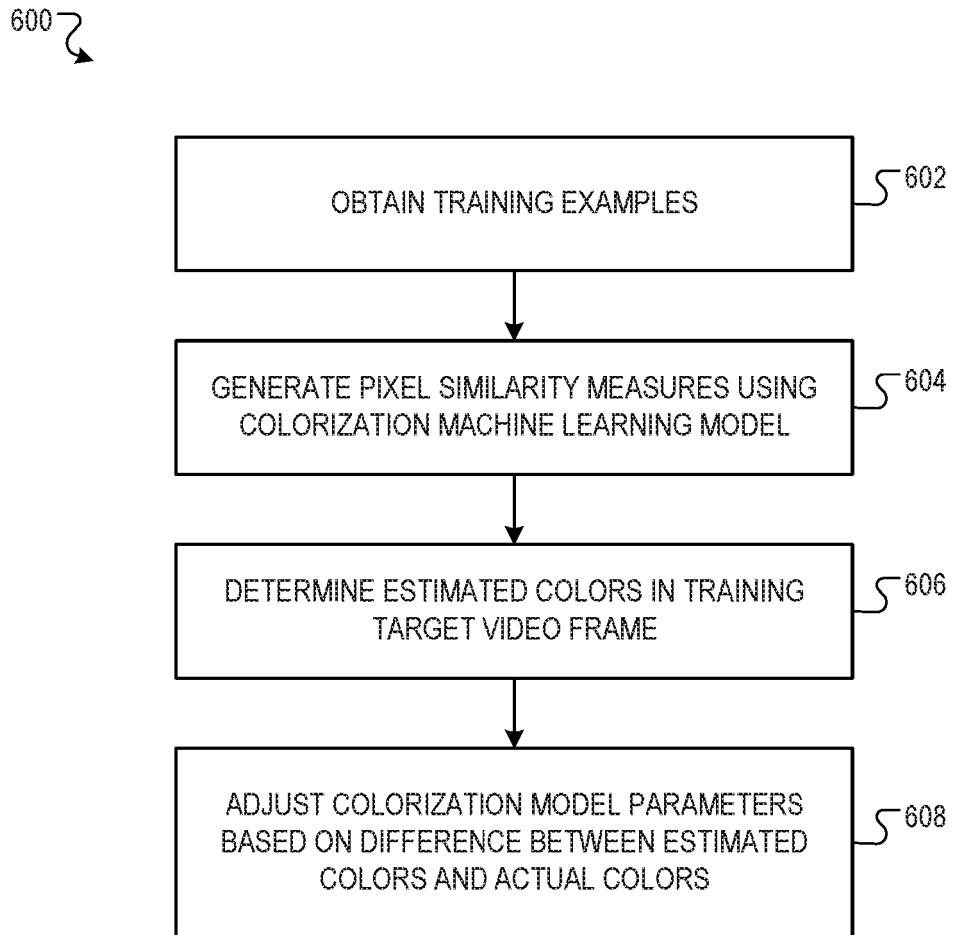 600
OBTAIN TRAINING EXAMPLES
602
GENERATE PIXEL SIMILARITY MEASURES USING
COLORIZATION MACHINE LEARNING MODEL
604
DETERMINE ESTIMATED COLORS IN TRAINING
TARGET VIDEO FRAME
606
ADJUST COLORIZATION MODEL PARAMETERS
BASED ON DIFFERENCE BETWEEN ESTIMATED
COLORS AND ACTUAL COLORS
608